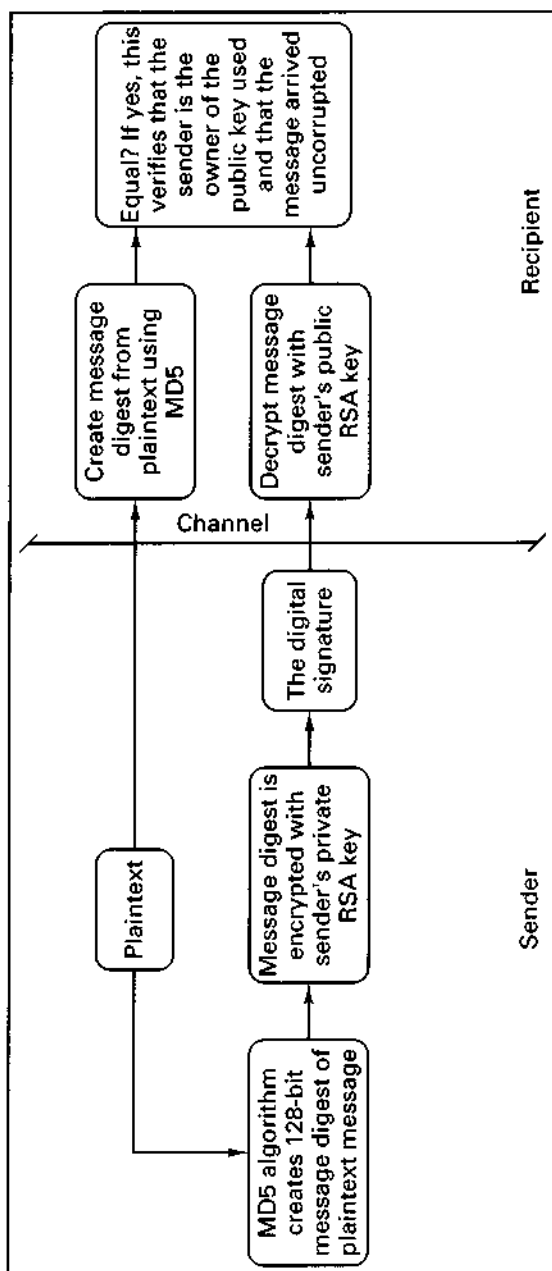 Plaintext
MD5 algorithm
creates 128-bit
message digest of
plaintext message
Message digest is
encrypted with
sender's private
RSA key
The digital
signature
Sender
Channel
Create message
digest from
plaintext using
MD5
Decrypt message
digest with
sender's public
RSA key
Equal? If yes, this
verifies that the
sender is the
owner of the
public key used
and that the
message arrived
uncorrupted
Recipient